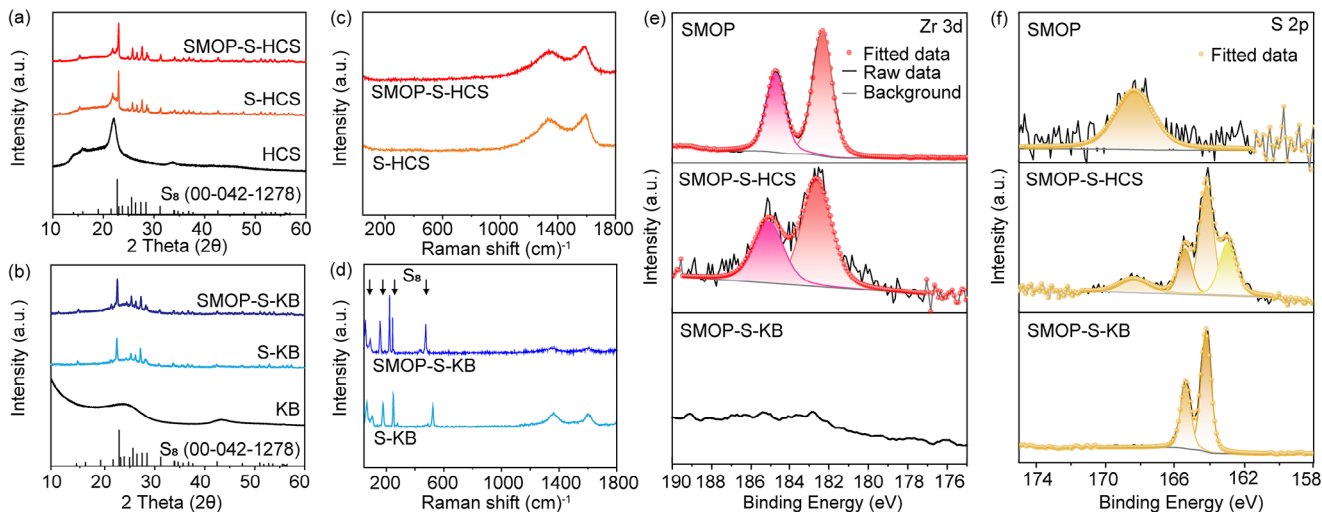 (a)
Intensity (a.u.)
SMOP-S-HCS
S-HCS
HCS
S₈ (00-042-1278)
10 20 30 40 50 60
2 Theta (2θ)
(b)
Intensity (a.u.)
SMOP-S-KB
S-KB
KB
S₈ (00-042-1278)
10 20 30 40 50 60
2 Theta (2θ)
(c)
Intensity (a.u.)
SMOP-S-HCS
S-HCS
200 600 1000 1400 1800
Raman shift (cm)⁻¹
(d)
Intensity (a.u.)
S₈
SMOP-S-KB
S-KB
200 600 1000 1400 1800
Raman shift (cm)⁻¹
(e)
Intensity (a.u.)
SMOP
Zr 3d
Fitted data
Raw data
Background
SMOP-S-HCS
SMOP-S-KB
190 188 186 184 182 180 178 176
Binding Energy (eV)
(f)
Intensity (a.u.)
SMOP
S 2p
Fitted data
SMOP-S-HCS
SMOP-S-KB
174 170 166 162 158
Binding Energy (eV)